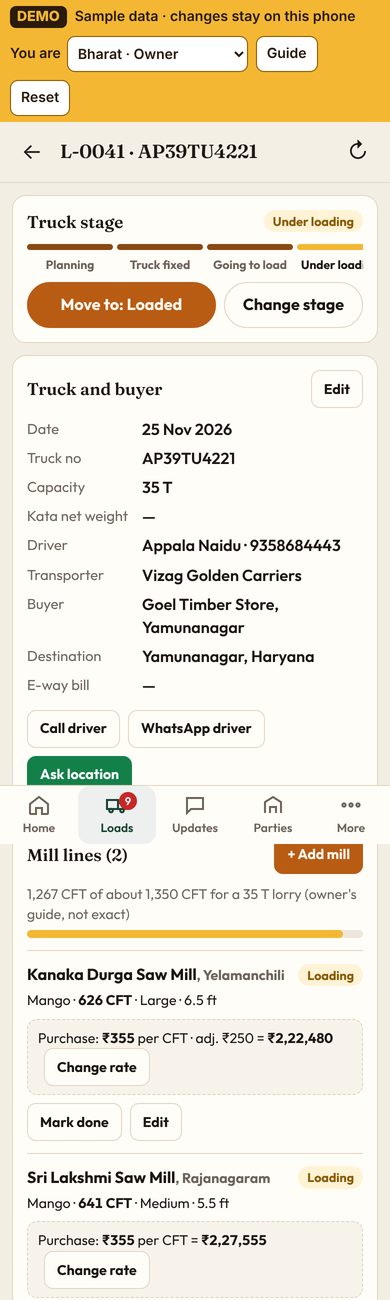 DEMO Sample data · changes stay on this phone
You are Bharat · Owner Guide
Reset
L-0041 · AP39TU4221
Truck stage Under loading
Planning Truck fixed Going to load Under loadi
Move to: Loaded Change stage
Truck and buyer Edit
Date 25 Nov 2026
Truck no AP39TU4221
Capacity 35 T
Kata net weight —
Driver Appala Naidu · 9358684443
Transporter Vizag Golden Carriers
Buyer Goel Timber Store,
Yamunanagar
Destination Yamunanagar, Haryana
E-way bill —
Call driver WhatsApp driver
Ask location
9
Home Loads Updates Parties More
Mill lines (2) + Add mill
1,267 CFT of about 1,350 CFT for a 35 T lorry (owner's
guide, not exact)
Kanaka Durga Saw Mill, Yelamanchili Loading
Mango · 626 CFT · Large · 6.5 ft
Purchase: ₹355 per CFT · adj. ₹250 = ₹2,22,480
Change rate
Mark done Edit
Sri Lakshmi Saw Mill, Rajanagaram Loading
Mango · 641 CFT · Medium · 5.5 ft
Purchase: ₹355 per CFT = ₹2,27,555
Change rate